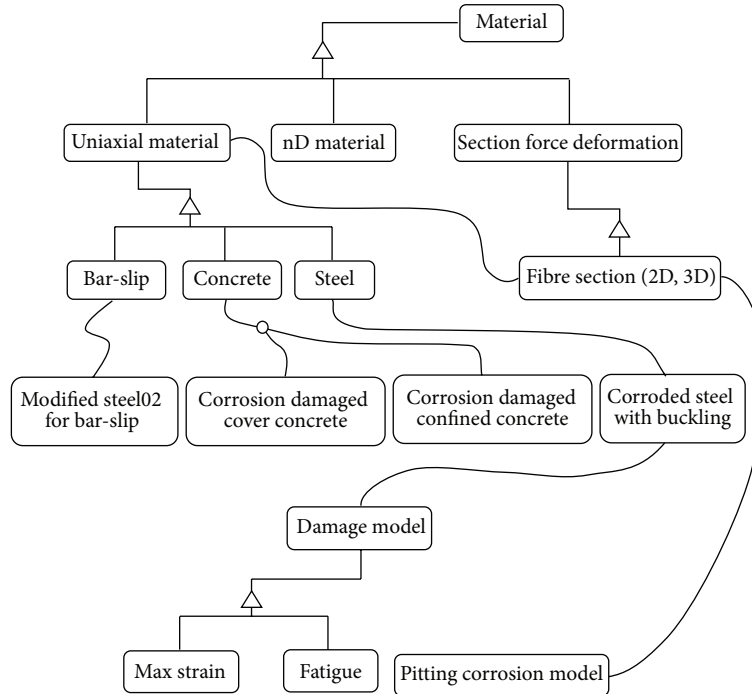 Material
Uniaxial material
nD material
Section force deformation
Bar-slip
Concrete
Steel
Fibre section (2D, 3D)
Modified steel02
for bar-slip
Corrosion damaged
cover concrete
Corrosion damaged
confined concrete
Corroded steel
with buckling
Damage model
Max strain
Fatigue
Pitting corrosion model